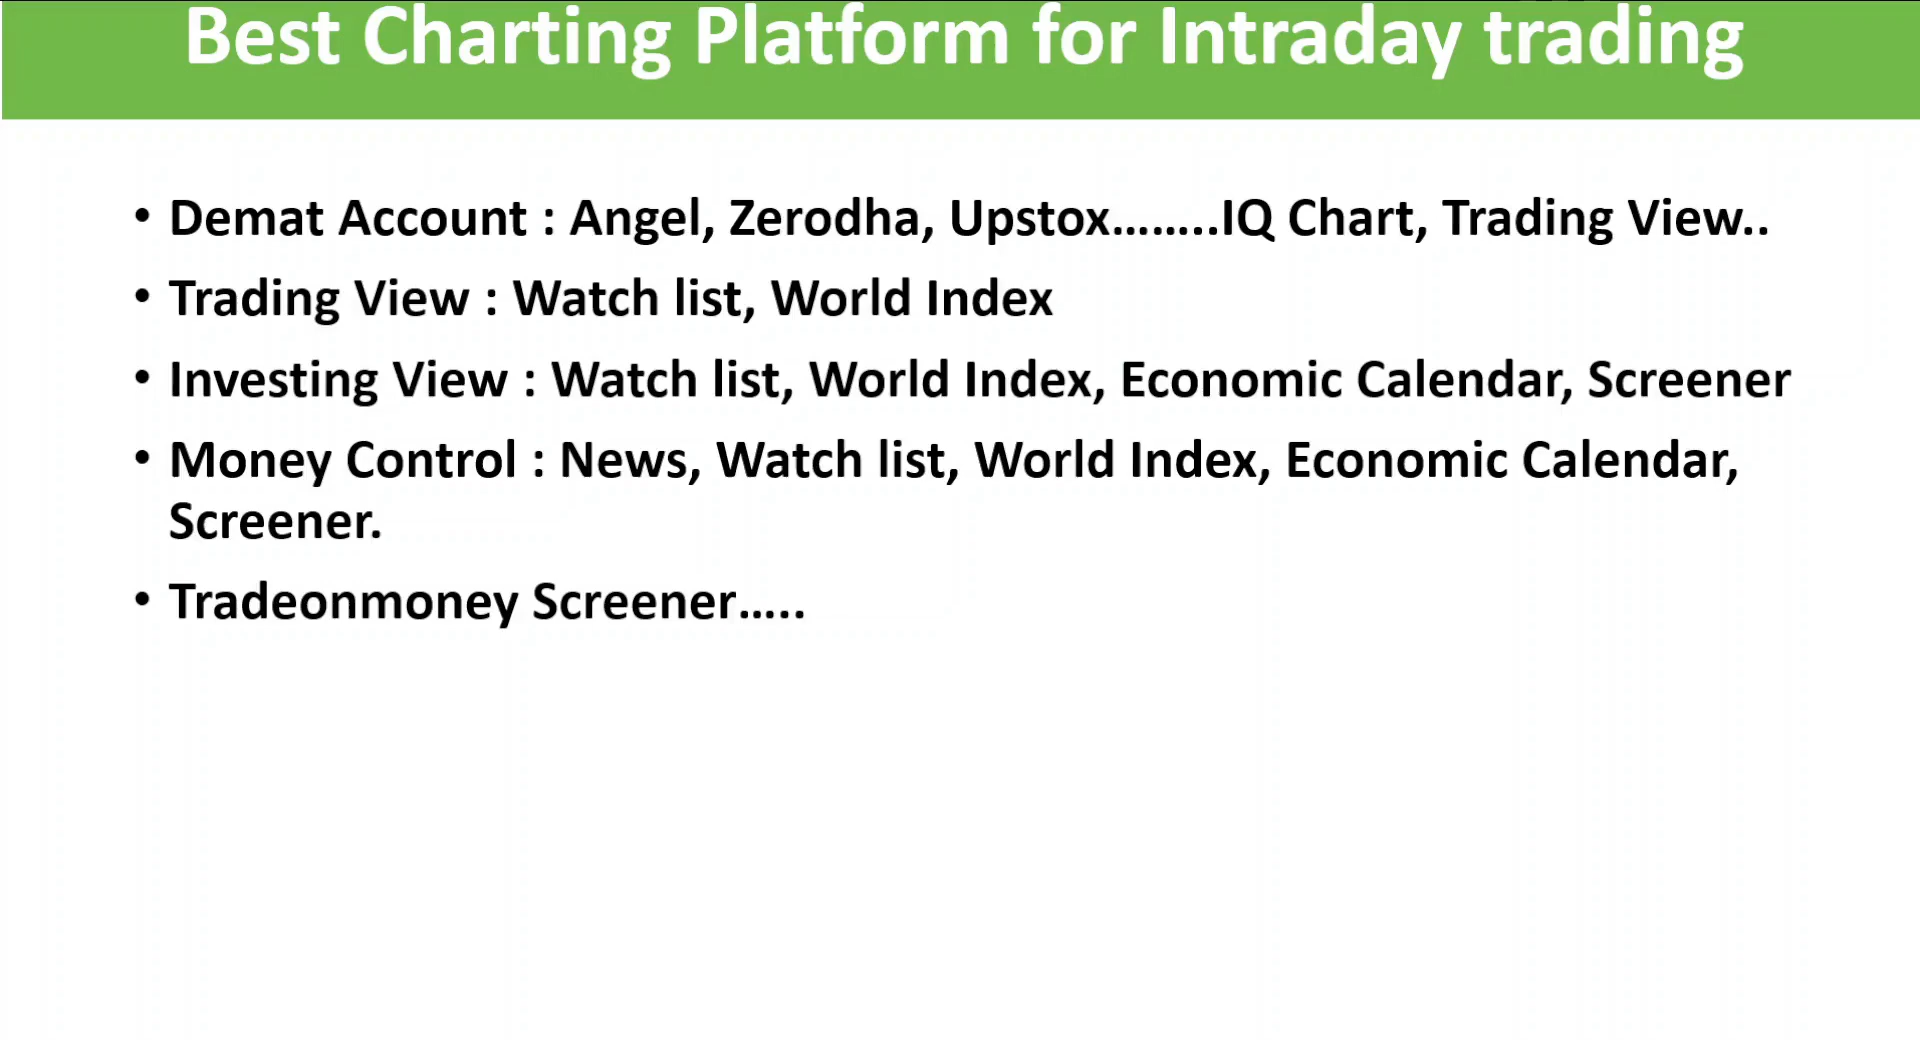 Best Charting Platform for Intraday trading
• Demat Account : Angel, Zerodha, Upstox……..IQ Chart, Trading View..
• Trading View : Watch list, World Index
• Investing View : Watch list, World Index, Economic Calendar, Screener
• Money Control : News, Watch list, World Index, Economic Calendar,
Screener.
• Tradeonmoney Screener…..